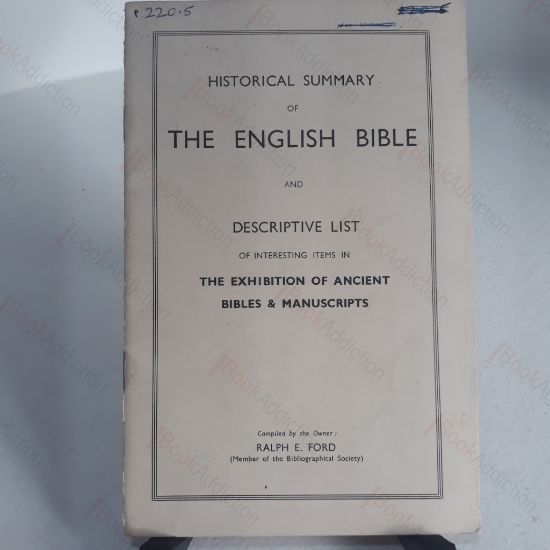 P.220.5
HISTORICAL SUMMARY
OF
THE ENGLISH BIBLE
AND
DESCRIPTIVE LIST
OF INTERESTING ITEMS IN
THE EXHIBITION OF ANCIENT
BIBLES & MANUSCRIPTS
Compiled by the Owner:
RALPH E. FORD
(Member of the Bibliographical Society)
iBookAddiction